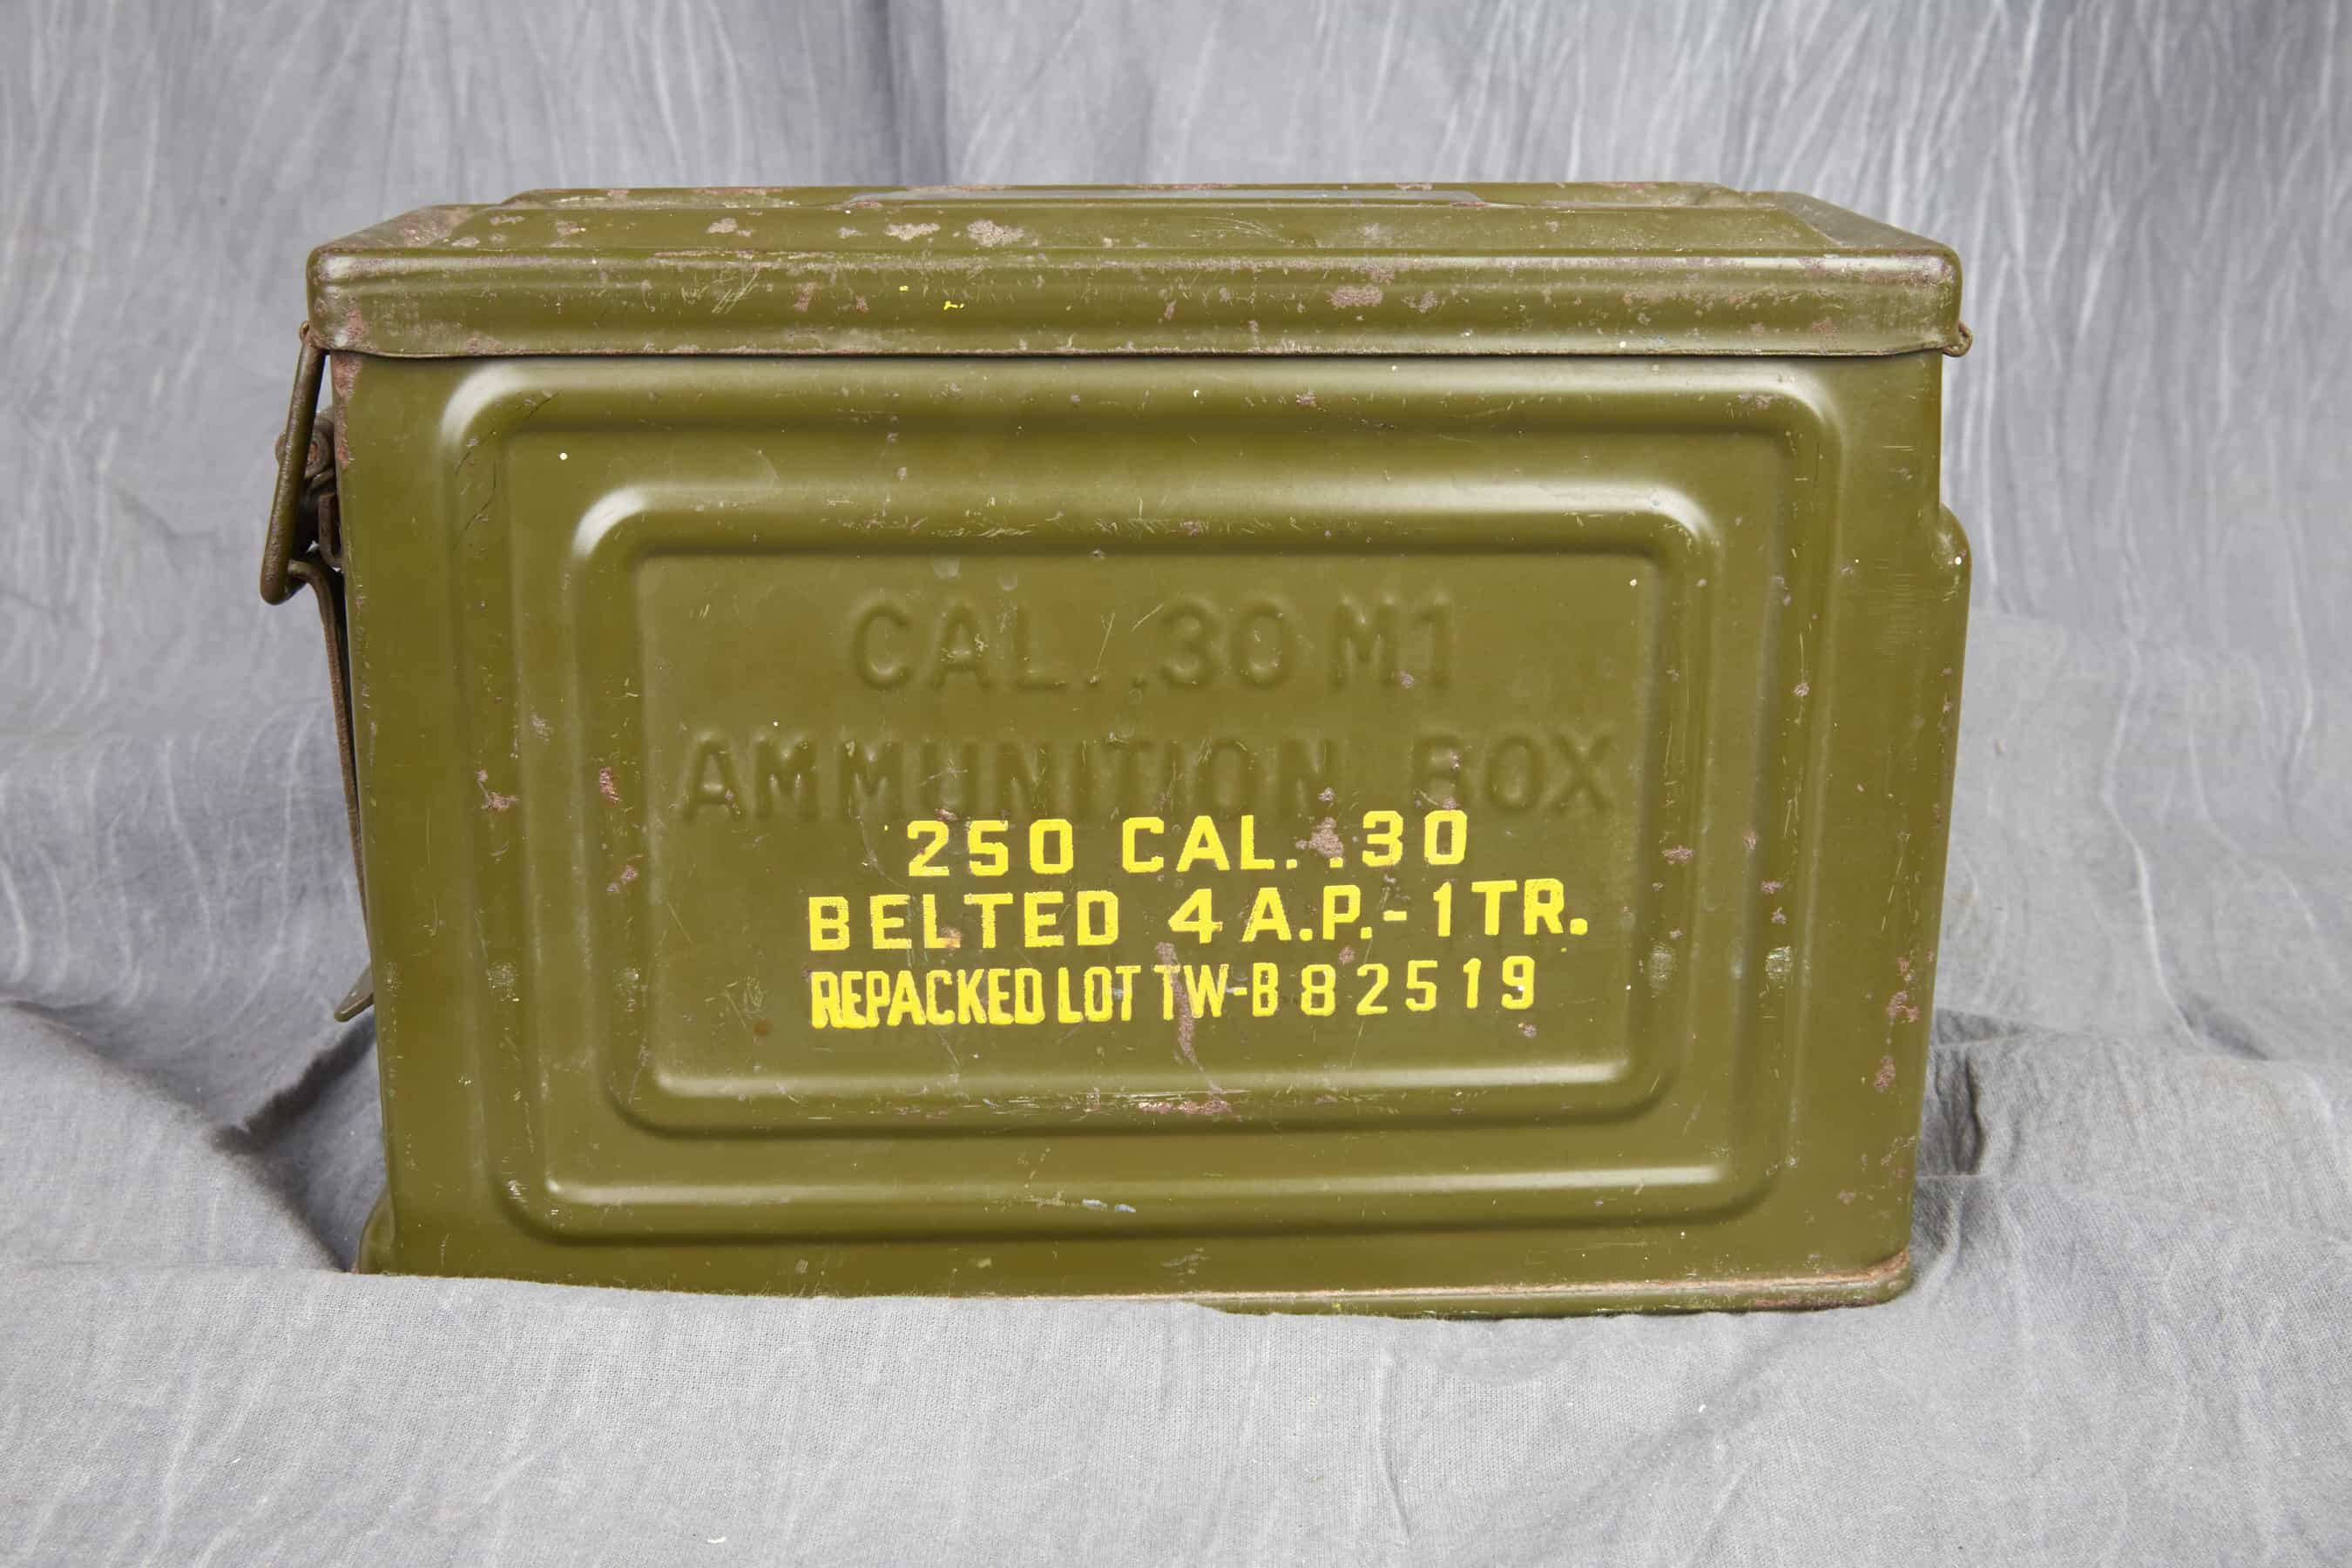 CAL. .30 M1
AMMUNITION BOX
250 CAL. .30
BELTED 4 A.P.-1 TR.
REPACKED LOT TW-B 82519